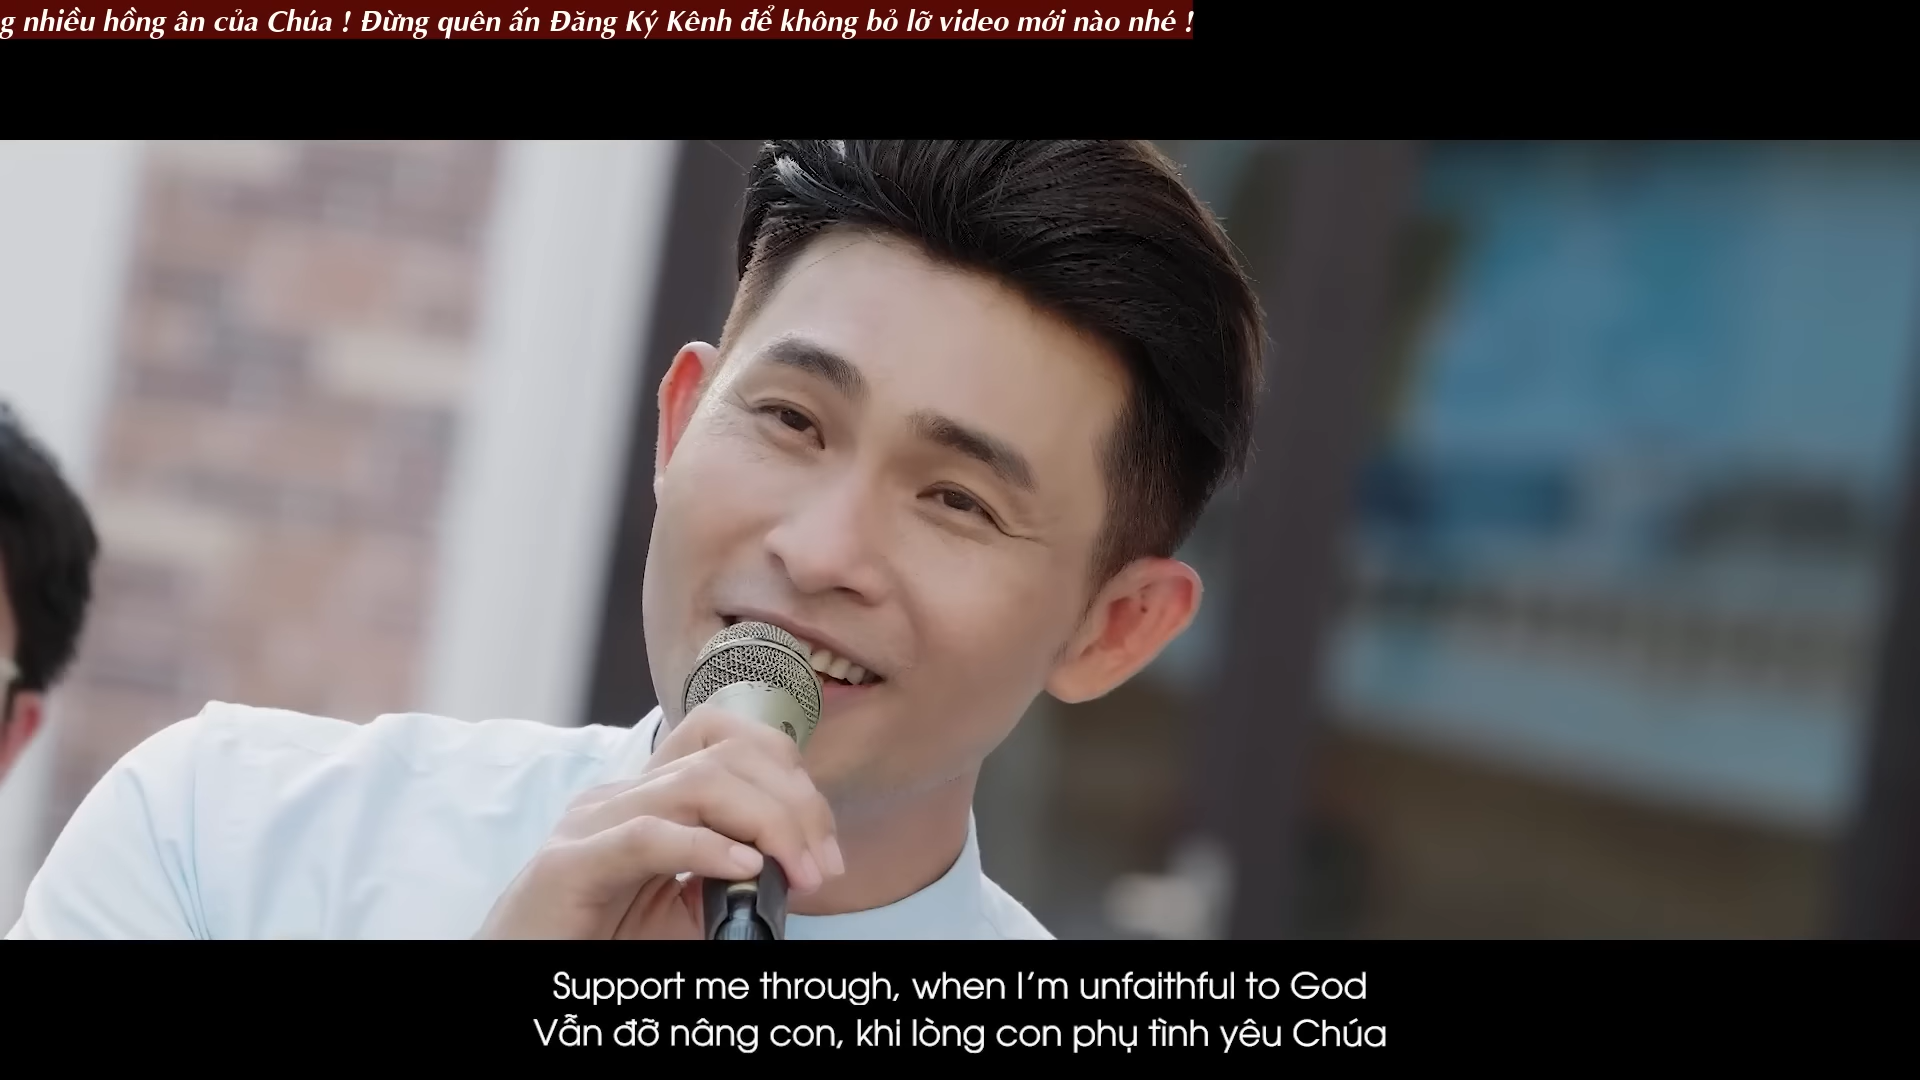 g nhiều hồng ân của Chúa ! Đừng quên ấn Đăng Ký Kênh để không bỏ lỡ video mới nào nhé !
Support me through, when I'm unfaithful to God
Vẫn đỡ nâng con, khi lòng con phụ tình yêu Chúa